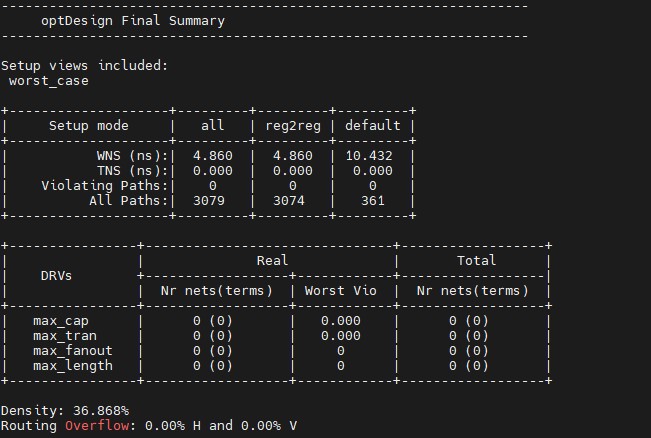 ------------------------------------------------------------------
     optDesign Final Summary
------------------------------------------------------------------
Setup views included:
 worst_case
+--------------------+---------+---------+---------+
|     Setup mode     |   all   | reg2reg | default |
+--------------------+---------+---------+---------+
|           WNS (ns):|  4.860  |  4.860  | 10.432  |
|           TNS (ns):|  0.000  |  0.000  |  0.000  |
|    Violating Paths:|    0    |    0    |    0    |
|          All Paths:|  3079   |  3074   |   361   |
+--------------------+---------+---------+---------+
+----------------+-------------------------------+------------------+
|                |              Real             |       Total      |
|    DRVs        +------------------+------------+------------------|
|                |  Nr nets(terms)  | Worst Vio  |  Nr nets(terms)  |
+----------------+------------------+------------+------------------+
|   max_cap      |      0 (0)       |   0.000    |      0 (0)       |
|   max_tran     |      0 (0)       |   0.000    |      0 (0)       |
|   max_fanout   |      0 (0)       |     0      |      0 (0)       |
|   max_length   |      0 (0)       |     0      |      0 (0)       |
+----------------+------------------+------------+------------------+
Density: 36.868%
Routing Overflow: 0.00% H and 0.00% V